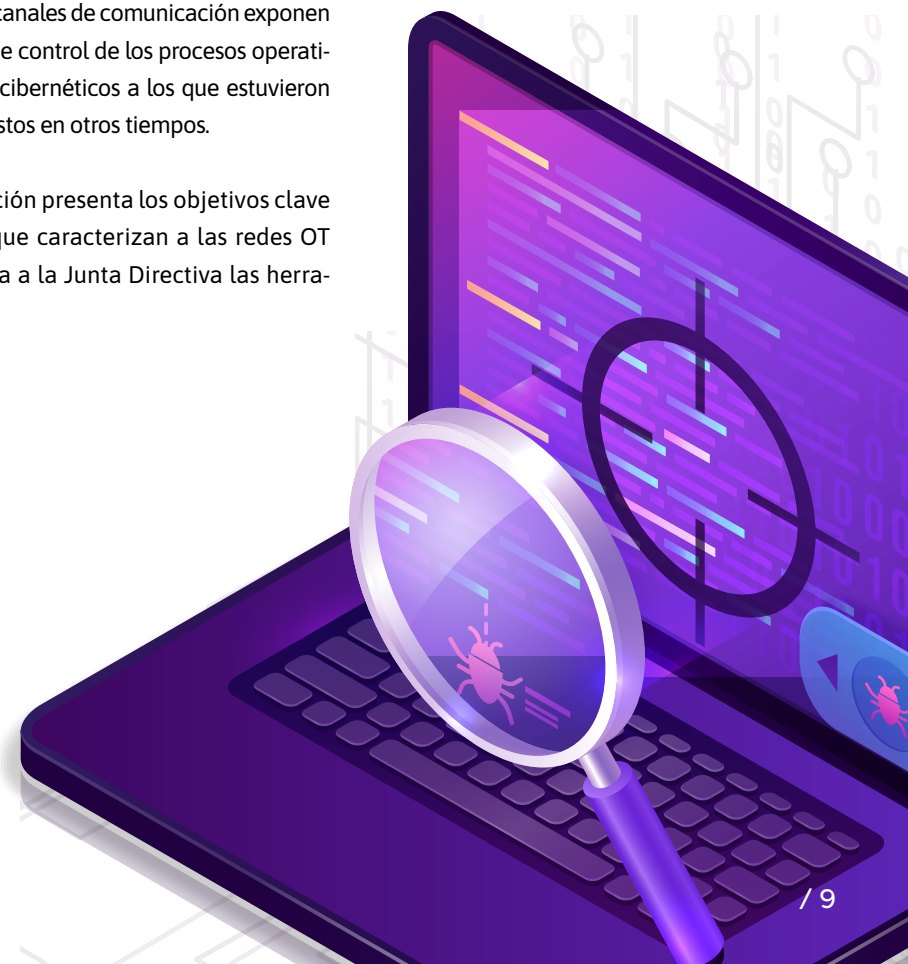 canales de comunicación exponen
e control de los procesos operati-
cibernéticos a los que estuvieron
stos en otros tiempos.
ción presenta los objetivos clave
que caracterizan a las redes OT
a a la Junta Directiva las herra-
/ 9